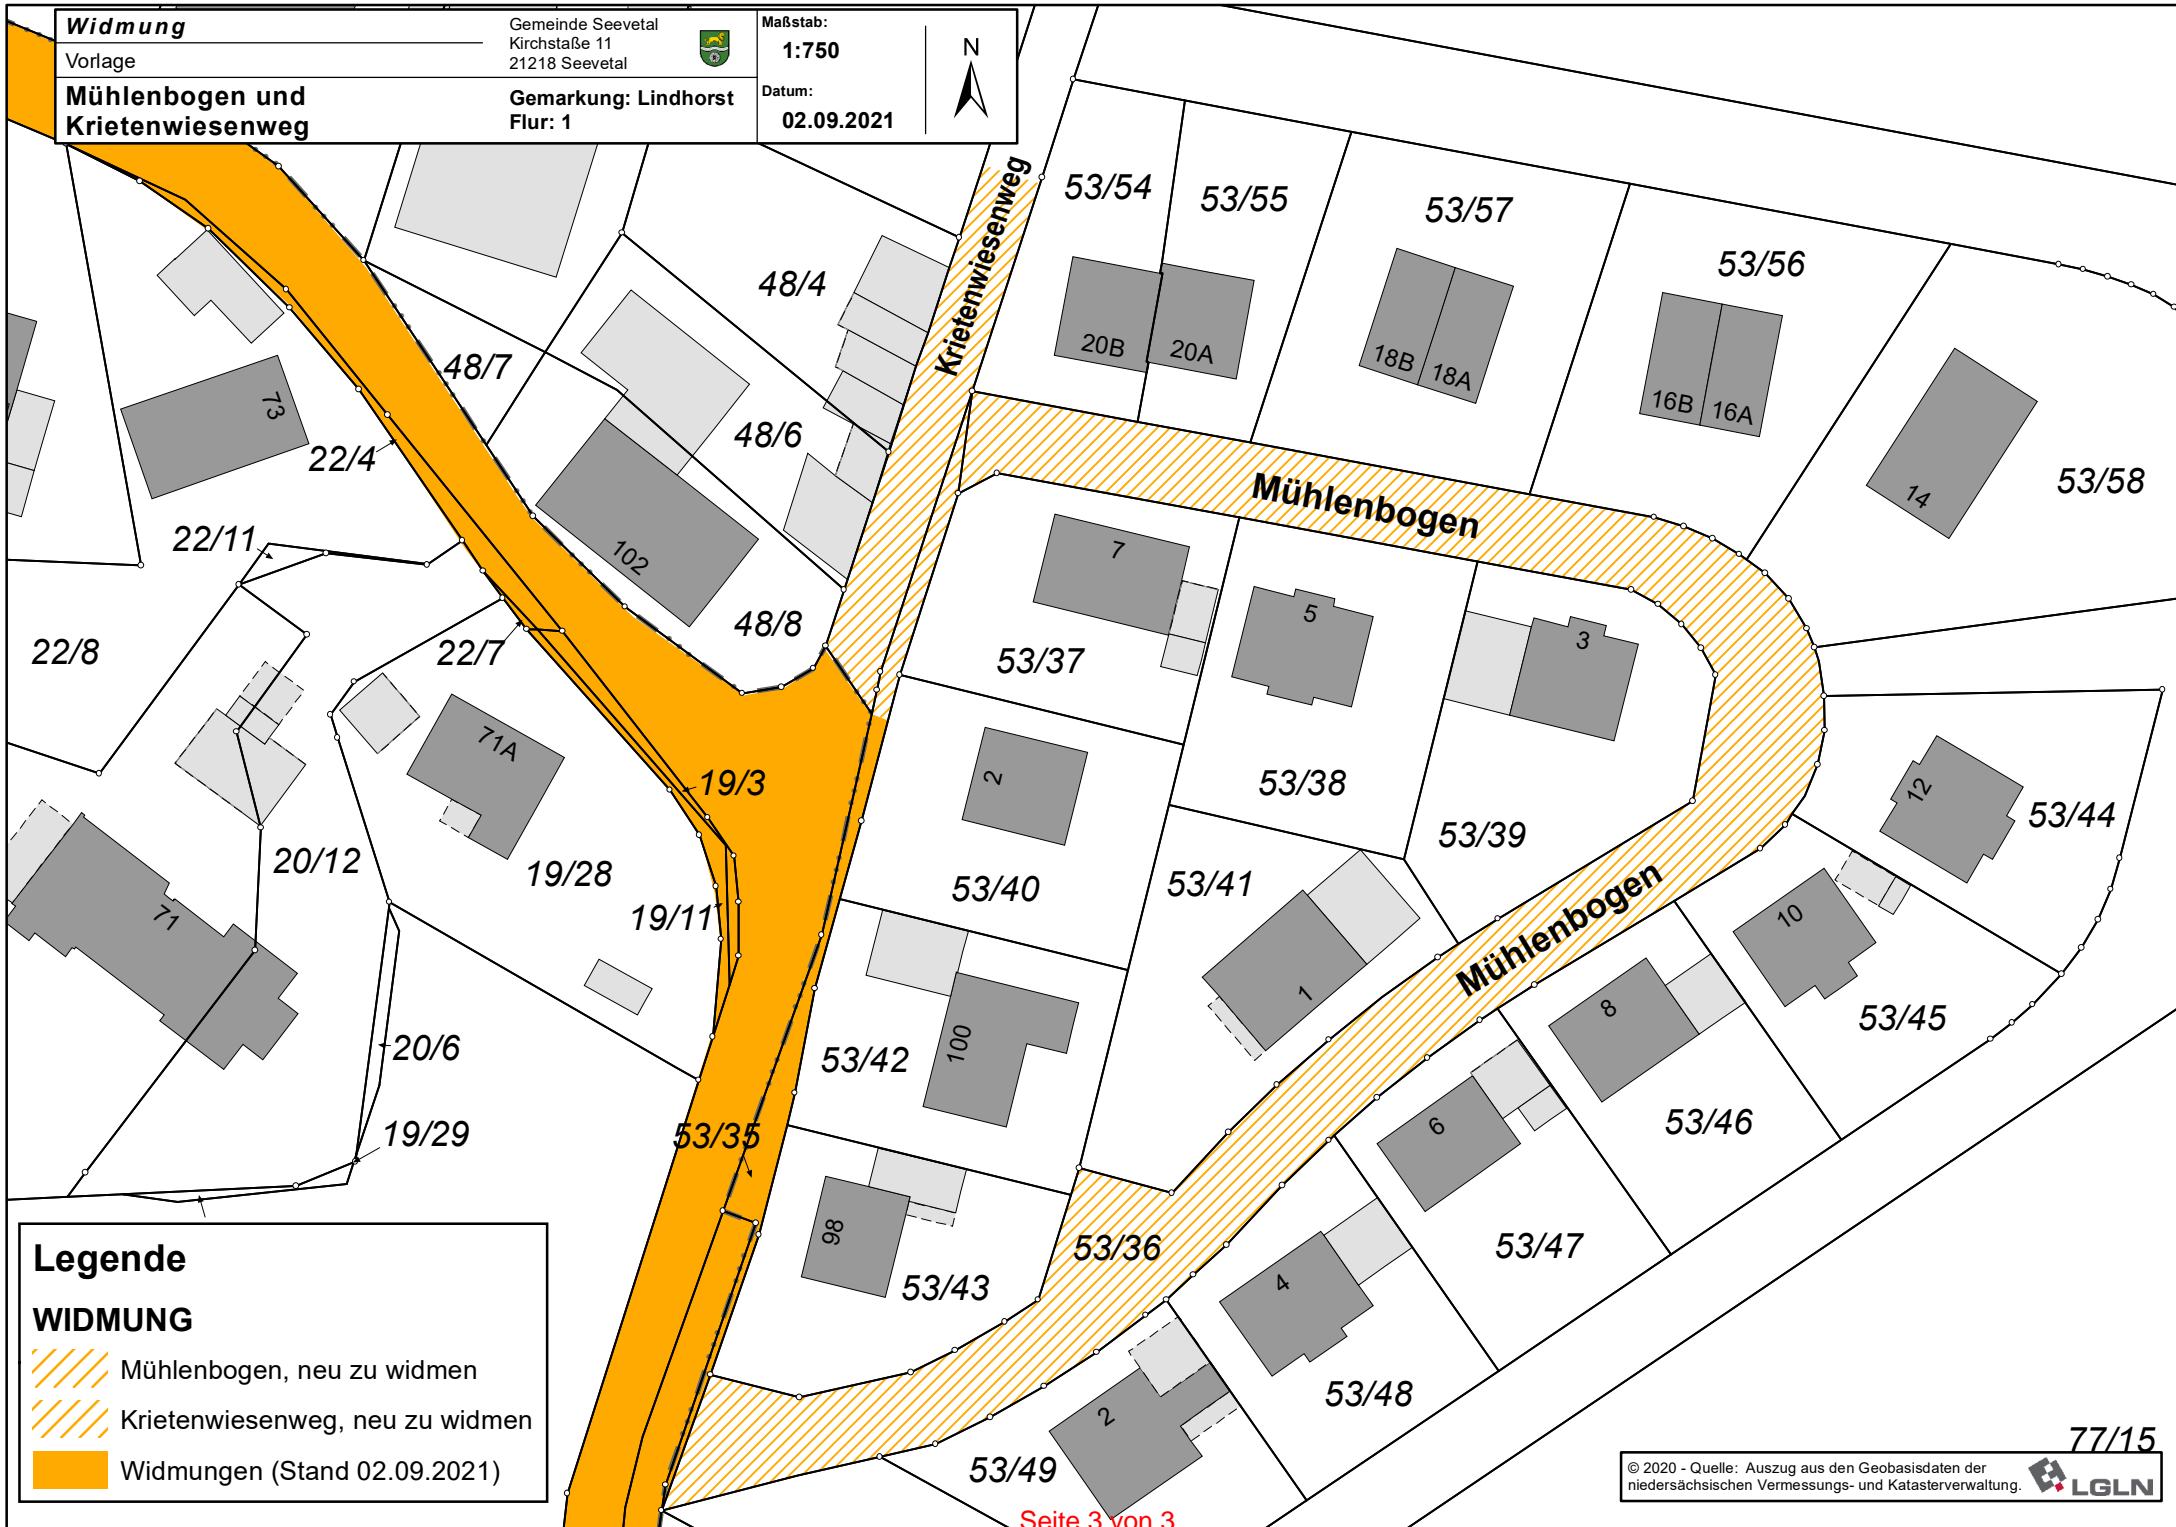 Widmung
Vorlage
Mühlenbogen und
Krietenwiesenweg
Gemeinde Seevetal
Kirchstaße 11
21218 Seevetal
Gemarkung: Lindhorst
Flur: 1
Maßstab:
1:750
Datum:
02.09.2021
N
Krietenwiesenweg
53/54
53/55
53/57
53/56
53/58
48/4
48/7
48/6
48/8
20B
20A
18B
18A
16B
16A
14
73
22/4
22/11
22/8
22/7
102
Mühlenbogen
7
5
3
53/37
53/38
53/39
71A
19/3
2
12
53/44
20/12
19/28
19/11
53/40
53/41
71
Mühlenbogen
10
1
8
53/45
20/6
100
53/42
6
53/46
19/29
53/35
98
53/36
53/47
53/43
4
53/48
2
53/49
77/15
Legende
WIDMUNG
Mühlenbogen, neu zu widmen
Krietenwiesenweg, neu zu widmen
Widmungen (Stand 02.09.2021)
© 2020 - Quelle: Auszug aus den Geobasisdaten der
niedersächsischen Vermessungs- und Katasterverwaltung.
LGLN
Seite 3 von 3